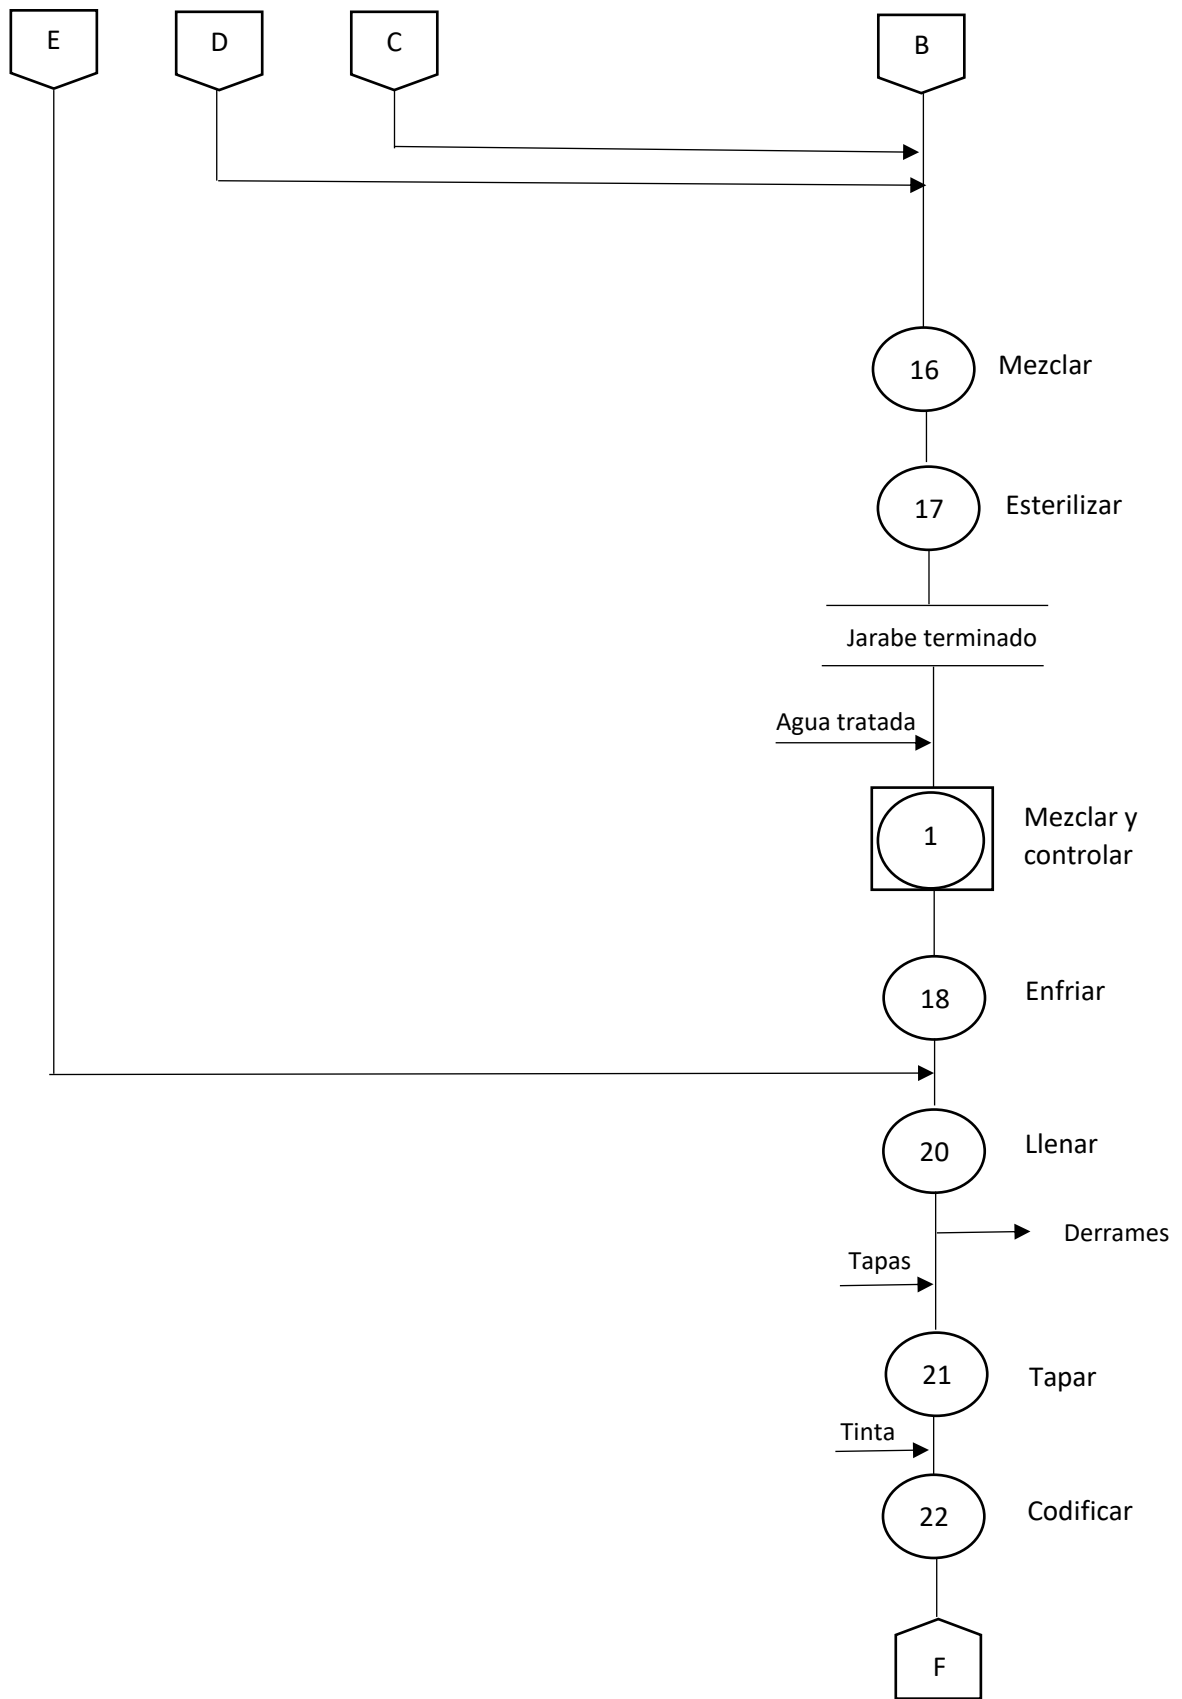 E
D
C
B
16
Mezclar
17
Esterilizar
Jarabe terminado
Agua tratada
1
Mezclar y
controlar
18
Enfriar
20
Llenar
Derrames
Tapas
21
Tapar
Tinta
22
Codificar
F